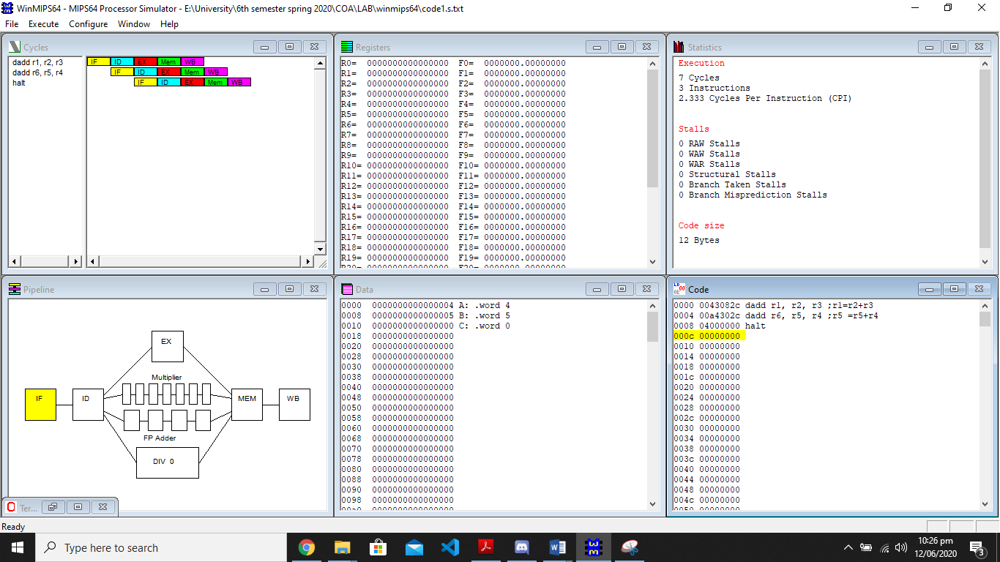 WinMIPS64 - MIPS64 Processor Simulator - E:\University\6th semester spring 2020\COA\LAB\winmips64\code1.s.txt
File Execute Configure Window Help
Cycles
dadd r1, r2, r3
dadd r6, r5, r4
halt
IF ID EX Mem WB
IF ID EX Mem WB
IF ID EX Mem WB
Registers
R0= 0000000000000000 F0= 0000000.00000000
R1= 0000000000000000 F1= 0000000.00000000
R2= 0000000000000000 F2= 0000000.00000000
R3= 0000000000000000 F3= 0000000.00000000
R4= 0000000000000000 F4= 0000000.00000000
R5= 0000000000000000 F5= 0000000.00000000
R6= 0000000000000000 F6= 0000000.00000000
R7= 0000000000000000 F7= 0000000.00000000
R8= 0000000000000000 F8= 0000000.00000000
R9= 0000000000000000 F9= 0000000.00000000
R10= 0000000000000000 F10= 0000000.00000000
R11= 0000000000000000 F11= 0000000.00000000
R12= 0000000000000000 F12= 0000000.00000000
R13= 0000000000000000 F13= 0000000.00000000
R14= 0000000000000000 F14= 0000000.00000000
R15= 0000000000000000 F15= 0000000.00000000
R16= 0000000000000000 F16= 0000000.00000000
R17= 0000000000000000 F17= 0000000.00000000
R18= 0000000000000000 F18= 0000000.00000000
R19= 0000000000000000 F19= 0000000.00000000
R20= 0000000000000000 F20= 0000000.00000000
Statistics
Execution
7 Cycles
3 Instructions
2.333 Cycles Per Instruction (CPI)
Stalls
0 RAW Stalls
0 WAW Stalls
0 WAR Stalls
0 Structural Stalls
0 Branch Taken Stalls
0 Branch Misprediction Stalls
Code size
12 Bytes
Pipeline
EX
Multiplier
IF ID MEM WB
FP Adder
DIV 0
Ter...
Data
0000 0000000000000004 A: .word 4
0008 0000000000000005 B: .word 5
0010 0000000000000000 C: .word 0
0018 0000000000000000
0020 0000000000000000
0028 0000000000000000
0030 0000000000000000
0038 0000000000000000
0040 0000000000000000
0048 0000000000000000
0050 0000000000000000
0058 0000000000000000
0060 0000000000000000
0068 0000000000000000
0070 0000000000000000
0078 0000000000000000
0080 0000000000000000
0088 0000000000000000
0090 0000000000000000
0098 0000000000000000
00a0 0000000000000000
Code
0000 0043082c dadd r1, r2, r3 ;r1=r2+r3
0004 00a4302c dadd r6, r5, r4 ;r5 =r5+r4
0008 04000000 halt
000c 00000000
0010 00000000
0014 00000000
0018 00000000
001c 00000000
0020 00000000
0024 00000000
0028 00000000
002c 00000000
0030 00000000
0034 00000000
0038 00000000
003c 00000000
0040 00000000
0044 00000000
0048 00000000
004c 00000000
0050 00000000
Ready
Type here to search
10:26 pm
12/06/2020
3